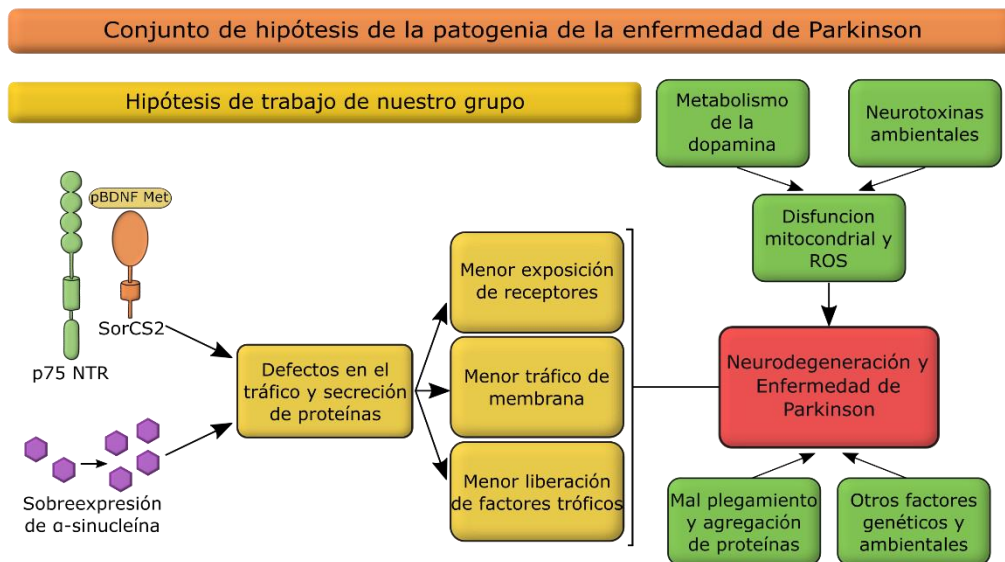 Conjunto de hipótesis de la patogenia de la enfermedad de Parkinson
Hipótesis de trabajo de nuestro grupo
pBDNF Met
SorCS2
p75 NTR
Sobreexpresión
de α-sinucleína
Defectos en el
tráfico y secreción
de proteínas
Menor exposición
de receptores
Menor tráfico de
membrana
Menor liberación
de factores tróficos
Metabolismo
de la
dopamina
Neurotoxinas
ambientales
Disfuncion
mitocondrial y
ROS
Neurodegeneración y
Enfermedad de
Parkinson
Mal plegamiento
y agregación
de proteínas
Otros factores
genéticos y
ambientales